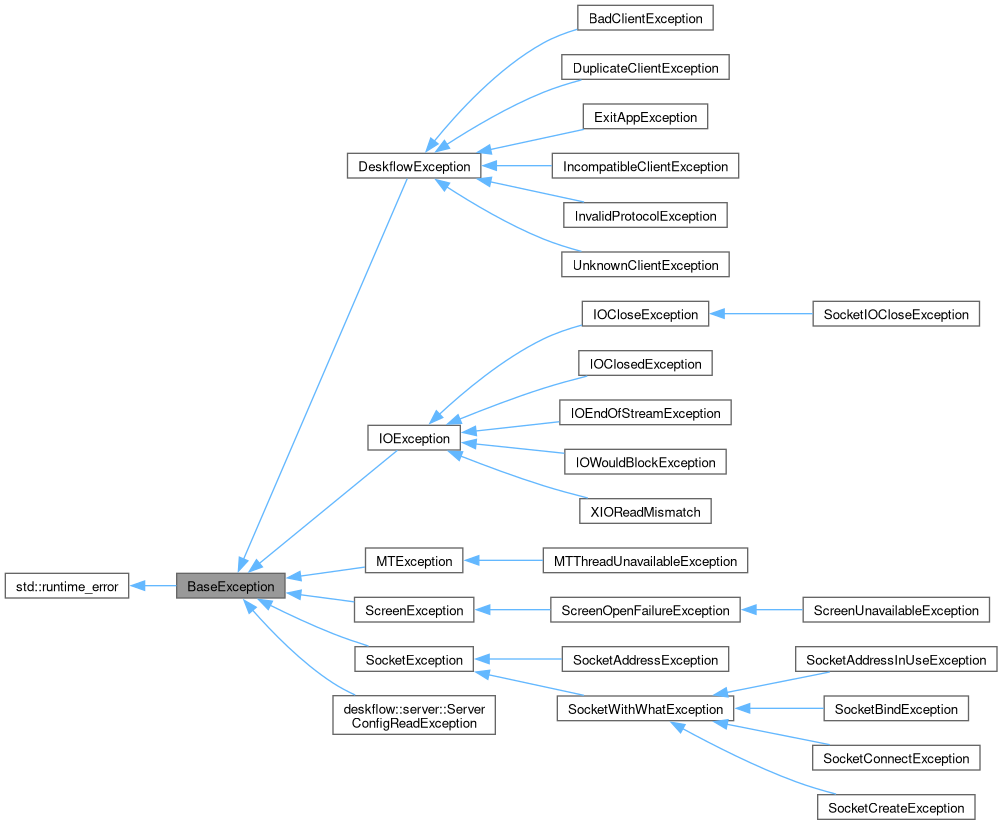 BadClientException
DuplicateClientException
ExitAppException
DeskflowException
IncompatibleClientException
InvalidProtocolException
UnknownClientException
IOCloseException
SocketIOCloseException
IOClosedException
IOEndOfStreamException
IOException
IOWouldBlockException
XIOReadMismatch
MTException
MTThreadUnavailableException
std::runtime_error
BaseException
ScreenException
ScreenOpenFailureException
ScreenUnavailableException
SocketException
SocketAddressException
SocketAddressInUseException
deskflow::server::Server
ConfigReadException
SocketWithWhatException
SocketBindException
SocketConnectException
SocketCreateException